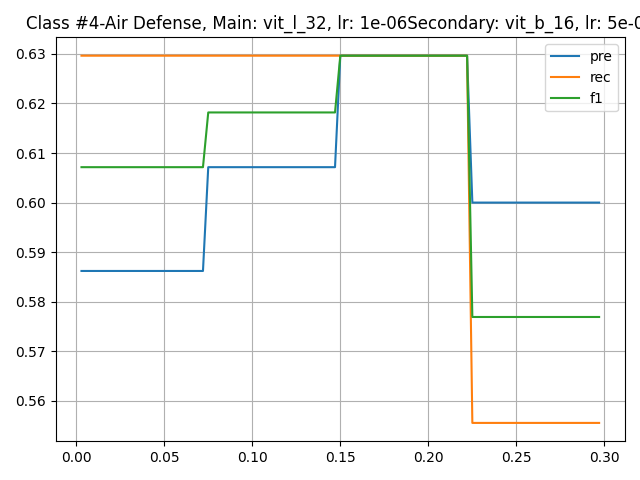 Class #4-Air Defense, Main: vit_l_32, lr: 1e-06Secondary: vit_b_16, lr: 5e-0
0.63
0.62
0.61
0.60
0.59
0.58
0.57
0.56
pre
rec
f1
0.00 0.05 0.10 0.15 0.20 0.25 0.30